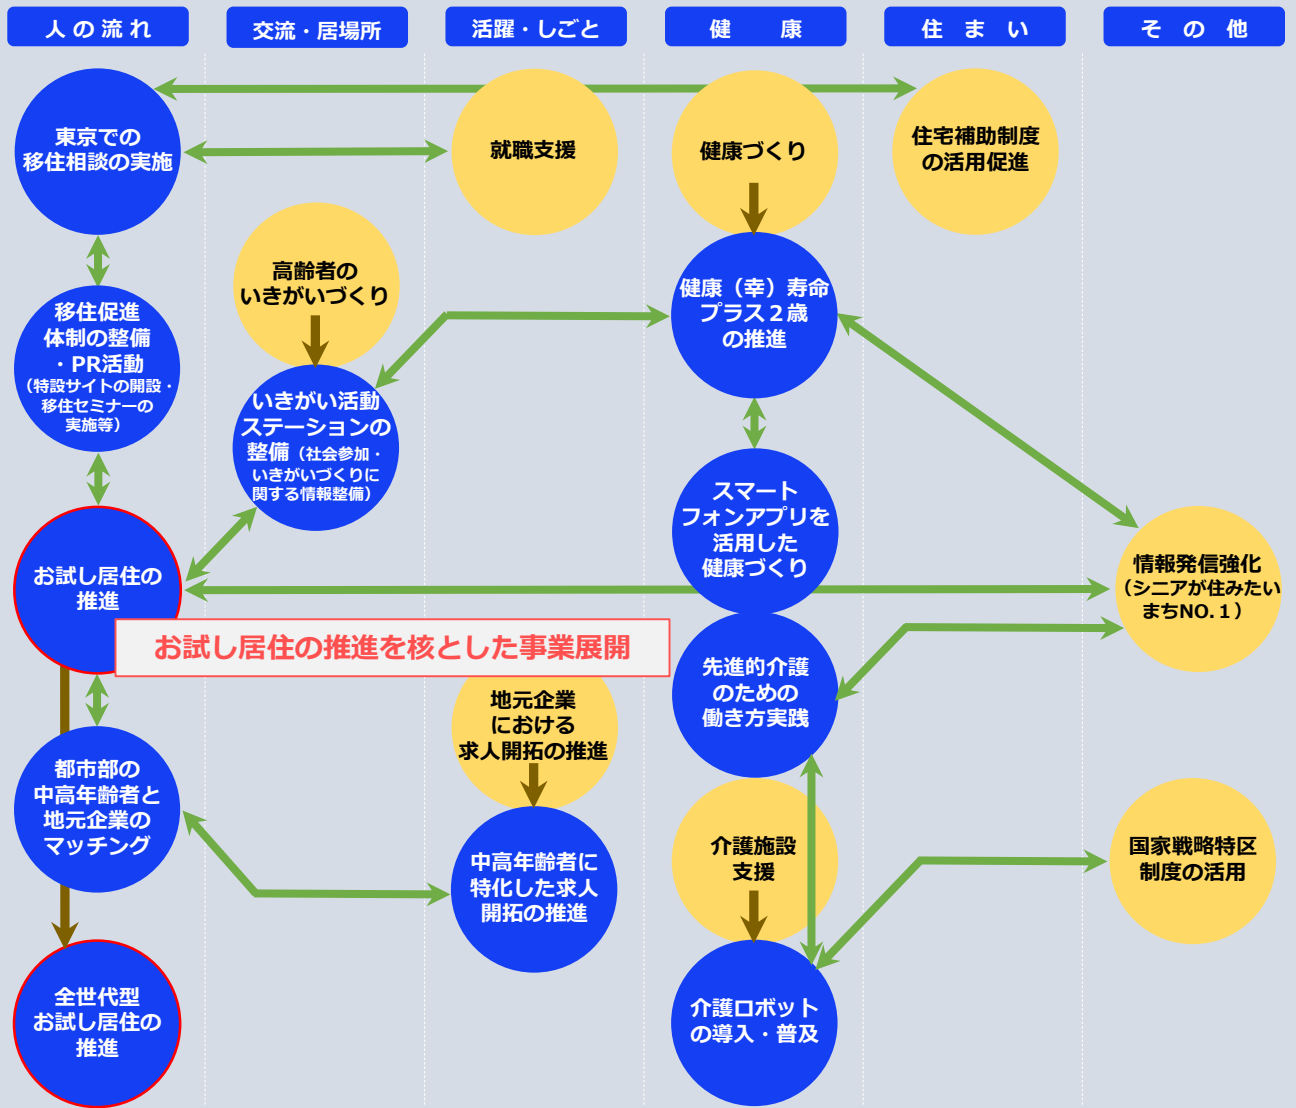 人の流れ
交流・居場所
活躍・しごと
健　康
住まい
その他
東京での
移住相談の実施
就職支援
健康づくり
住宅補助制度
の活用促進
高齢者の
いきがいづくり
移住促進
体制の整備
・PR活動
（特設サイトの開設・
移住セミナーの
実施等）
健康（幸）寿命
プラス２歳
の推進
いきがい活動
ステーションの
整備（社会参加・
いきがいづくりに
関する情報整備）
スマート
フォンアプリを
活用した
健康づくり
お試し居住の
推進
情報発信強化
（シニアが住みたい
まちNO.１）
お試し居住の推進を核とした事業展開
先進的介護
のための
働き方実践
地元企業
における
求人開拓の推進
都市部の
中高年齢者と
地元企業の
マッチング
中高年齢者に
特化した求人
開拓の推進
介護施設
支援
国家戦略特区
制度の活用
全世代型
お試し居住の
推進
介護ロボット
の導入・普及